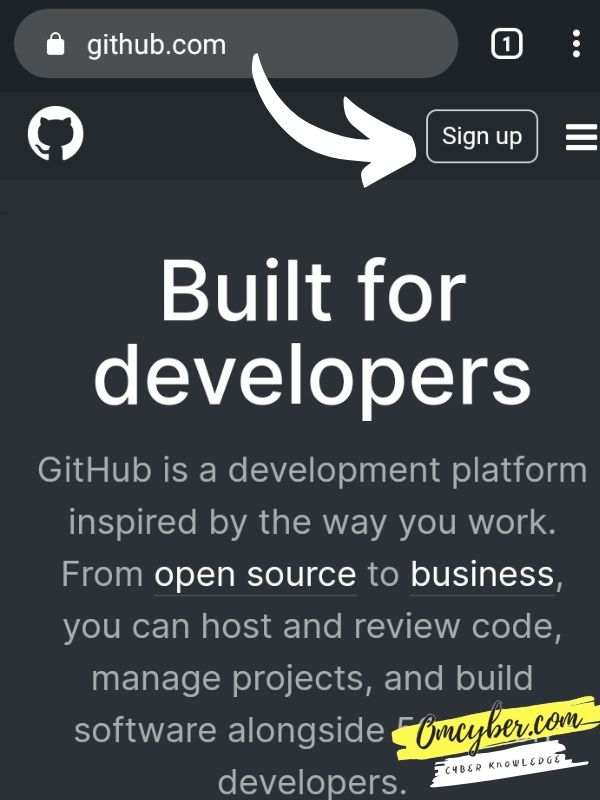 github.com
1
Sign up
Built for
developers
GitHub is a development platform
inspired by the way you work.
From open source to business,
you can host and review code,
manage projects, and build
software alongside
Omcyber.com
CYBER KNOWLEDGE
developers.